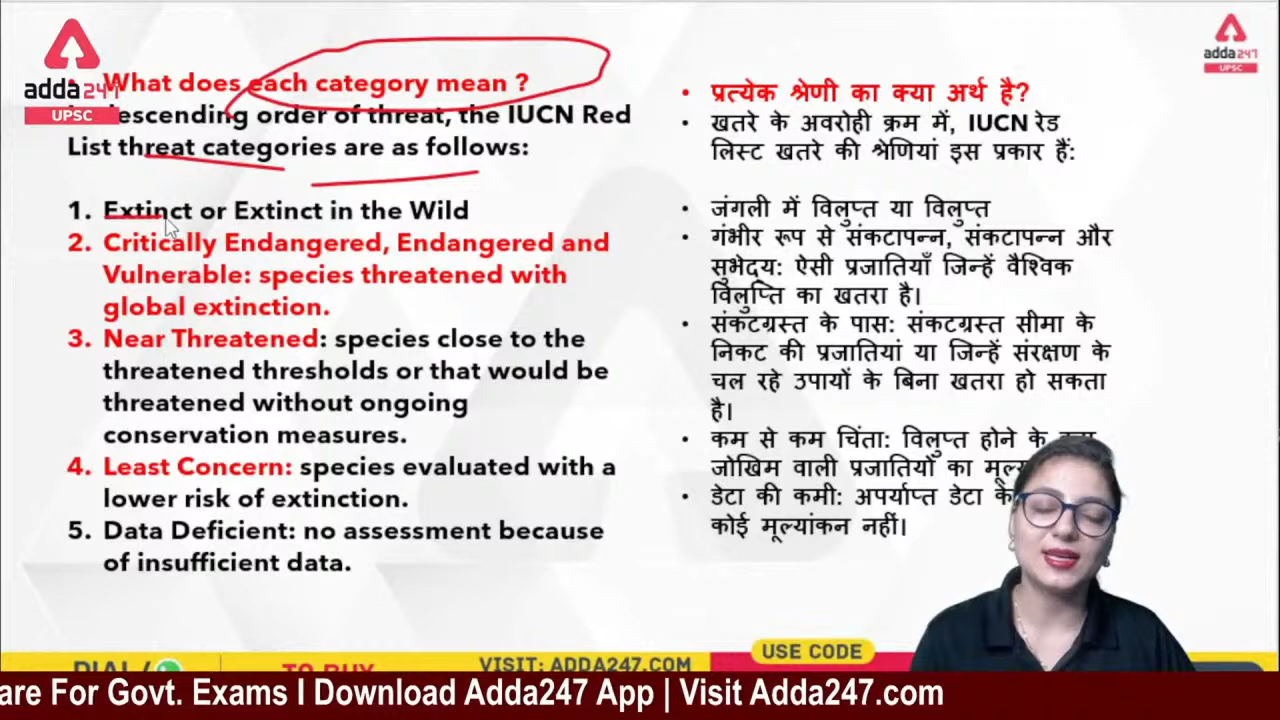 adda247
UPSC
adda247
UPSC
What does each category mean ?
descending order of threat, the IUCN Red
List threat categories are as follows:
1. Extinct or Extinct in the Wild
2. Critically Endangered, Endangered and
Vulnerable: species threatened with
global extinction.
3. Near Threatened: species close to the
threatened thresholds or that would be
threatened without ongoing
conservation measures.
4. Least Concern: species evaluated with a
lower risk of extinction.
5. Data Deficient: no assessment because
of insufficient data.
• प्रत्येक श्रेणी का क्या अर्थ है?
• खतरे के अवरोही क्रम में, IUCN रेड
लिस्ट खतरे की श्रेणियां इस प्रकार हैं:
• जंगली में विलुप्त या विलुप्त
• गंभीर रूप से संकटापन्न, संकटापन्न और
सुभेद्य: ऐसी प्रजातियाँ जिन्हें वैश्विक
विलुप्ति का खतरा है।
• संकटग्रस्त के पास: संकटग्रस्त सीमा के
निकट की प्रजातियां या जिन्हें संरक्षण के
चल रहे उपायों के बिना खतरा हो सकता
है।
• कम से कम चिंता: विलुप्त होने के
जोखिम वाली प्रजातियों का
• डेटा की कमी: अपर्याप्त डेटा के
कोई मूल्यांकन नहीं।
USE CODE
DIAL TO BUY VISIT: ADDA247.COM
are For Govt. Exams I Download Adda247 App | Visit Adda247.com